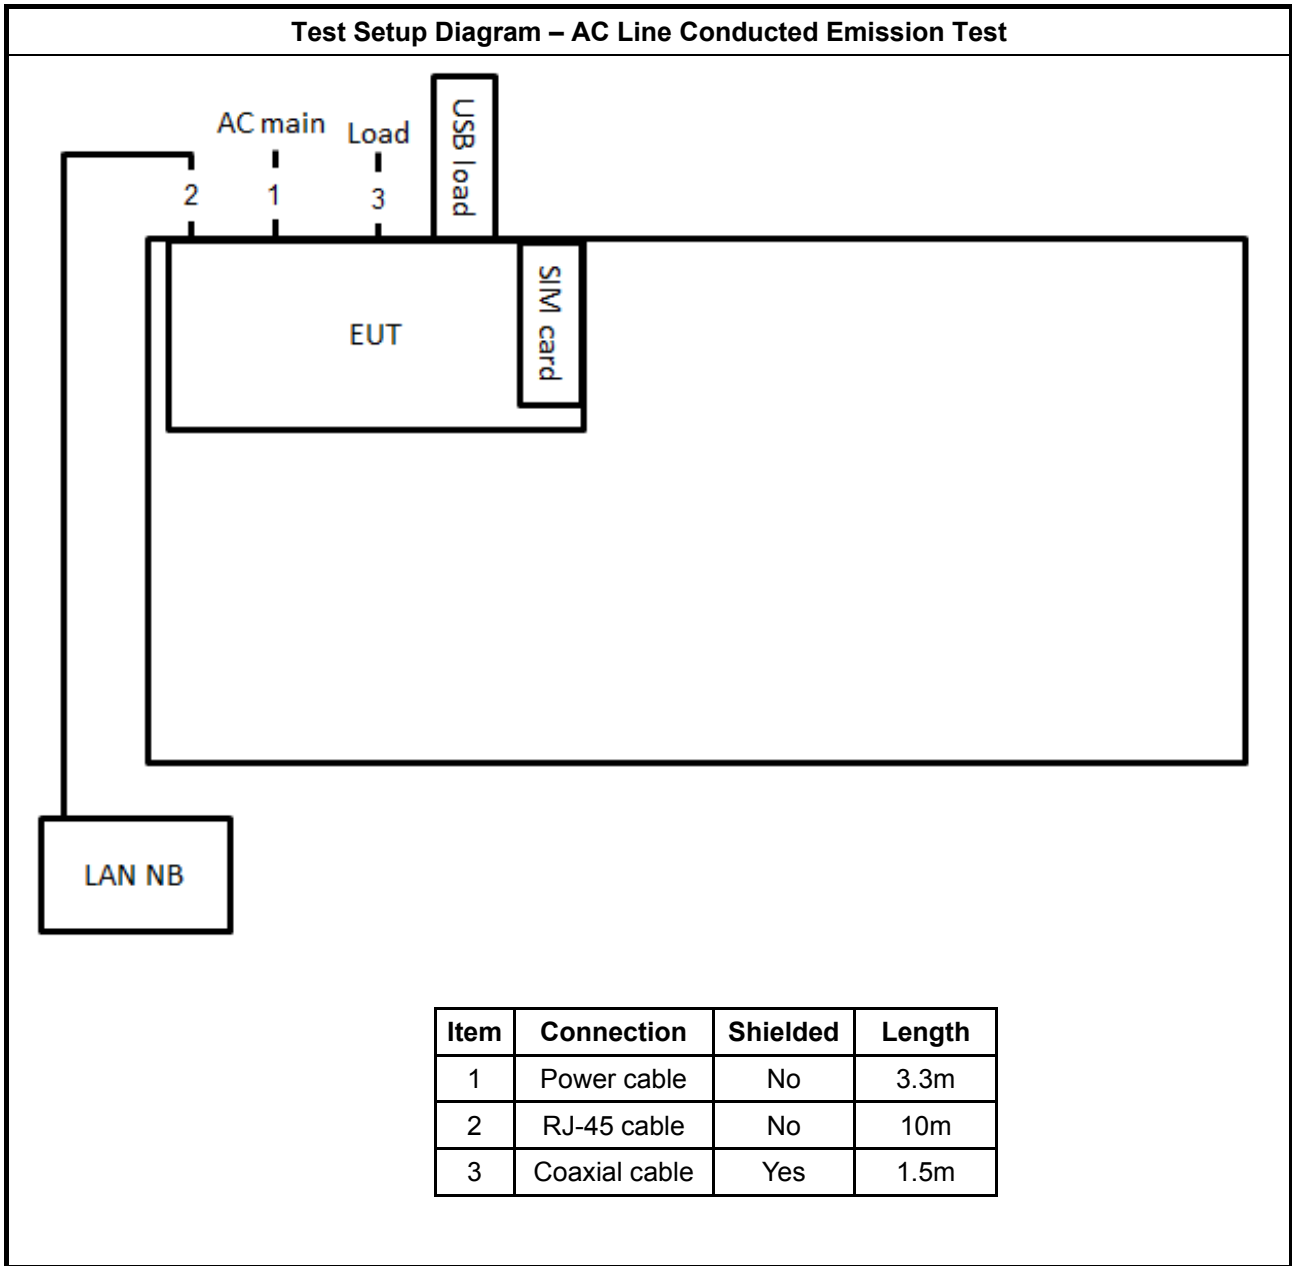 Test Setup Diagram – AC Line Conducted Emission Test
AC main
Load
USB load
2
1
3
EUT
SIM card
LAN NB
Item Connection Shielded Length
1 Power cable No 3.3m
2 RJ-45 cable No 10m
3 Coaxial cable Yes 1.5m